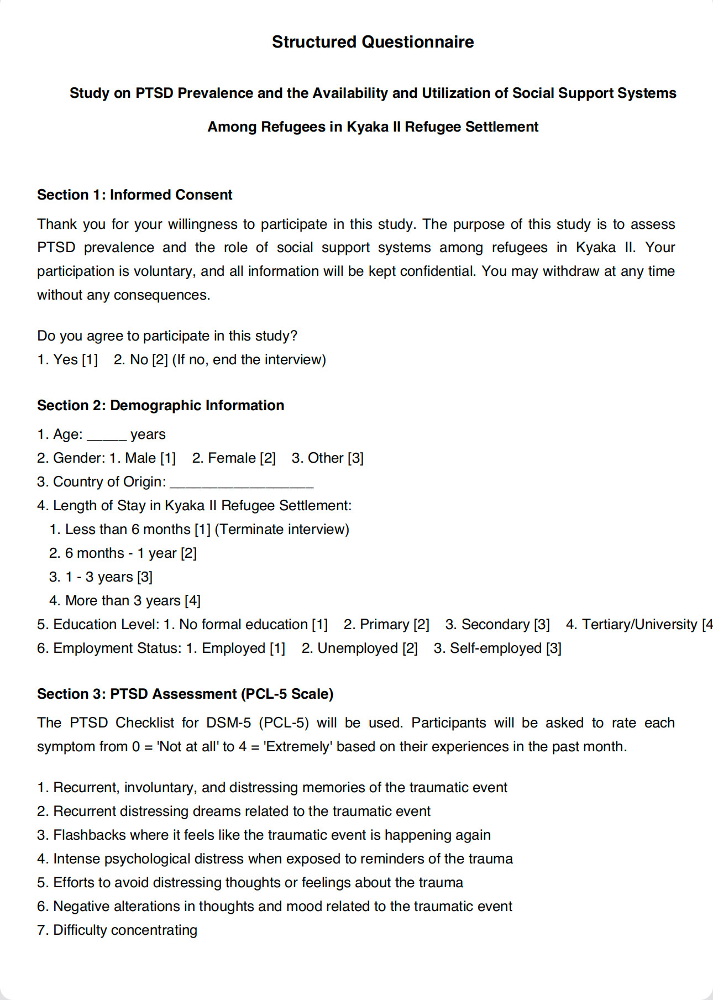 Structured Questionnaire
Study on PTSD Prevalence and the Availability and Utilization of Social Support Systems
Among Refugees in Kyaka II Refugee Settlement
Section 1: Informed Consent
Thank you for your willingness to participate in this study. The purpose of this study is to assess
PTSD prevalence and the role of social support systems among refugees in Kyaka II. Your
participation is voluntary, and all information will be kept confidential. You may withdraw at any time
without any consequences.
Do you agree to participate in this study?
1. Yes [1] 2. No [2] (If no, end the interview)
Section 2: Demographic Information
1. Age: _____ years
2. Gender: 1. Male [1] 2. Female [2] 3. Other [3]
3. Country of Origin: __________________
4. Length of Stay in Kyaka II Refugee Settlement:
1. Less than 6 months [1] (Terminate interview)
2. 6 months - 1 year [2]
3. 1 - 3 years [3]
4. More than 3 years [4]
5. Education Level: 1. No formal education [1] 2. Primary [2] 3. Secondary [3] 4. Tertiary/University [4
6. Employment Status: 1. Employed [1] 2. Unemployed [2] 3. Self-employed [3]
Section 3: PTSD Assessment (PCL-5 Scale)
The PTSD Checklist for DSM-5 (PCL-5) will be used. Participants will be asked to rate each
symptom from 0 = 'Not at all' to 4 = 'Extremely' based on their experiences in the past month.
1. Recurrent, involuntary, and distressing memories of the traumatic event
2. Recurrent distressing dreams related to the traumatic event
3. Flashbacks where it feels like the traumatic event is happening again
4. Intense psychological distress when exposed to reminders of the trauma
5. Efforts to avoid distressing thoughts or feelings about the trauma
6. Negative alterations in thoughts and mood related to the traumatic event
7. Difficulty concentrating